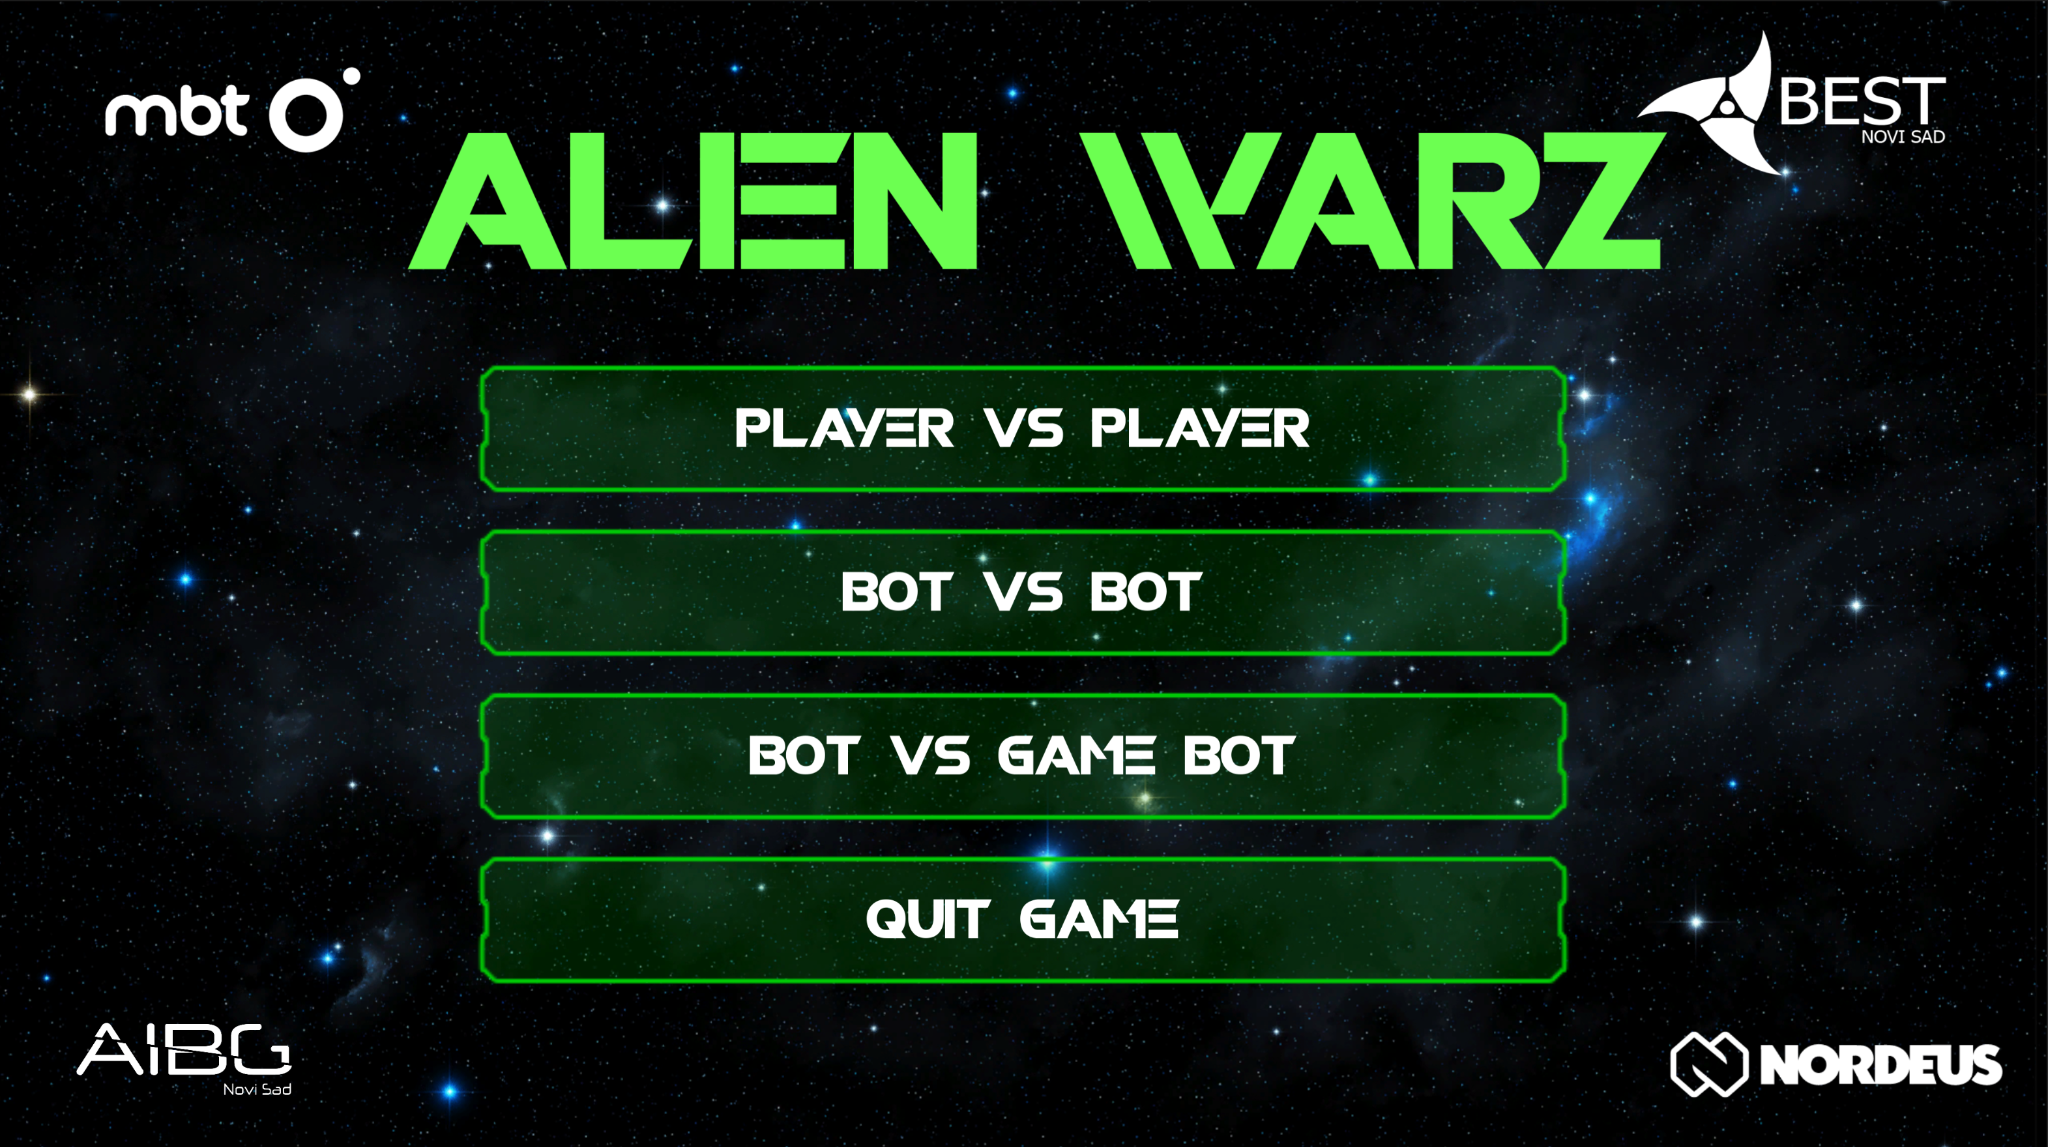 mbt
BEST
NOVI SAD
ALIEN WARZ
PLAYER VS PLAYER
BOT VS BOT
BOT VS GAME BOT
QUIT GAME
AIBG
Novi Sad
NORDEUS